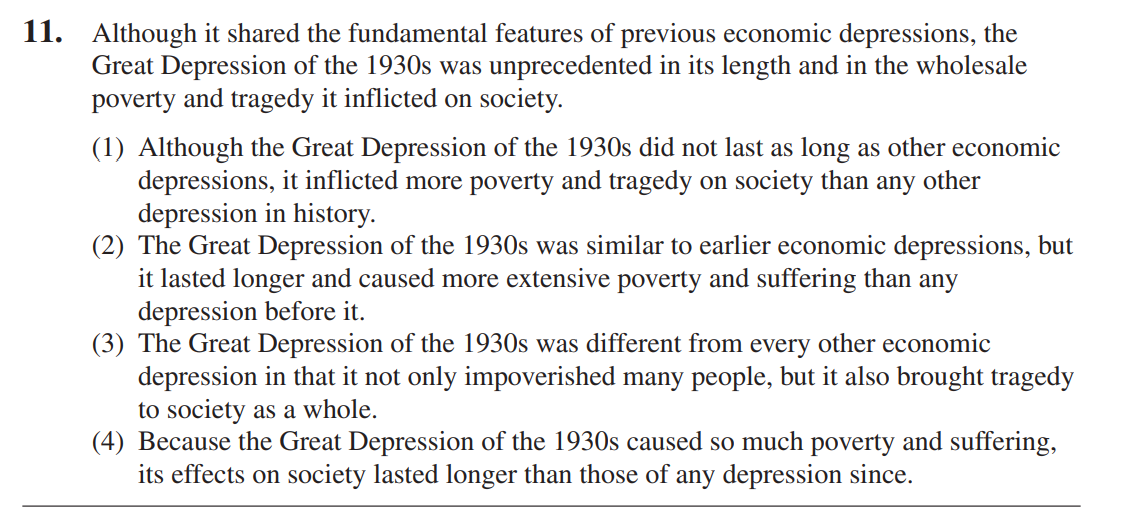 11. Although it shared the fundamental features of previous economic depressions, the
Great Depression of the 1930s was unprecedented in its length and in the wholesale
poverty and tragedy it inflicted on society.
(1) Although the Great Depression of the 1930s did not last as long as other economic
depressions, it inflicted more poverty and tragedy on society than any other
depression in history.
(2) The Great Depression of the 1930s was similar to earlier economic depressions, but
it lasted longer and caused more extensive poverty and suffering than any
depression before it.
(3) The Great Depression of the 1930s was different from every other economic
depression in that it not only impoverished many people, but it also brought tragedy
to society as a whole.
(4) Because the Great Depression of the 1930s caused so much poverty and suffering,
its effects on society lasted longer than those of any depression since.